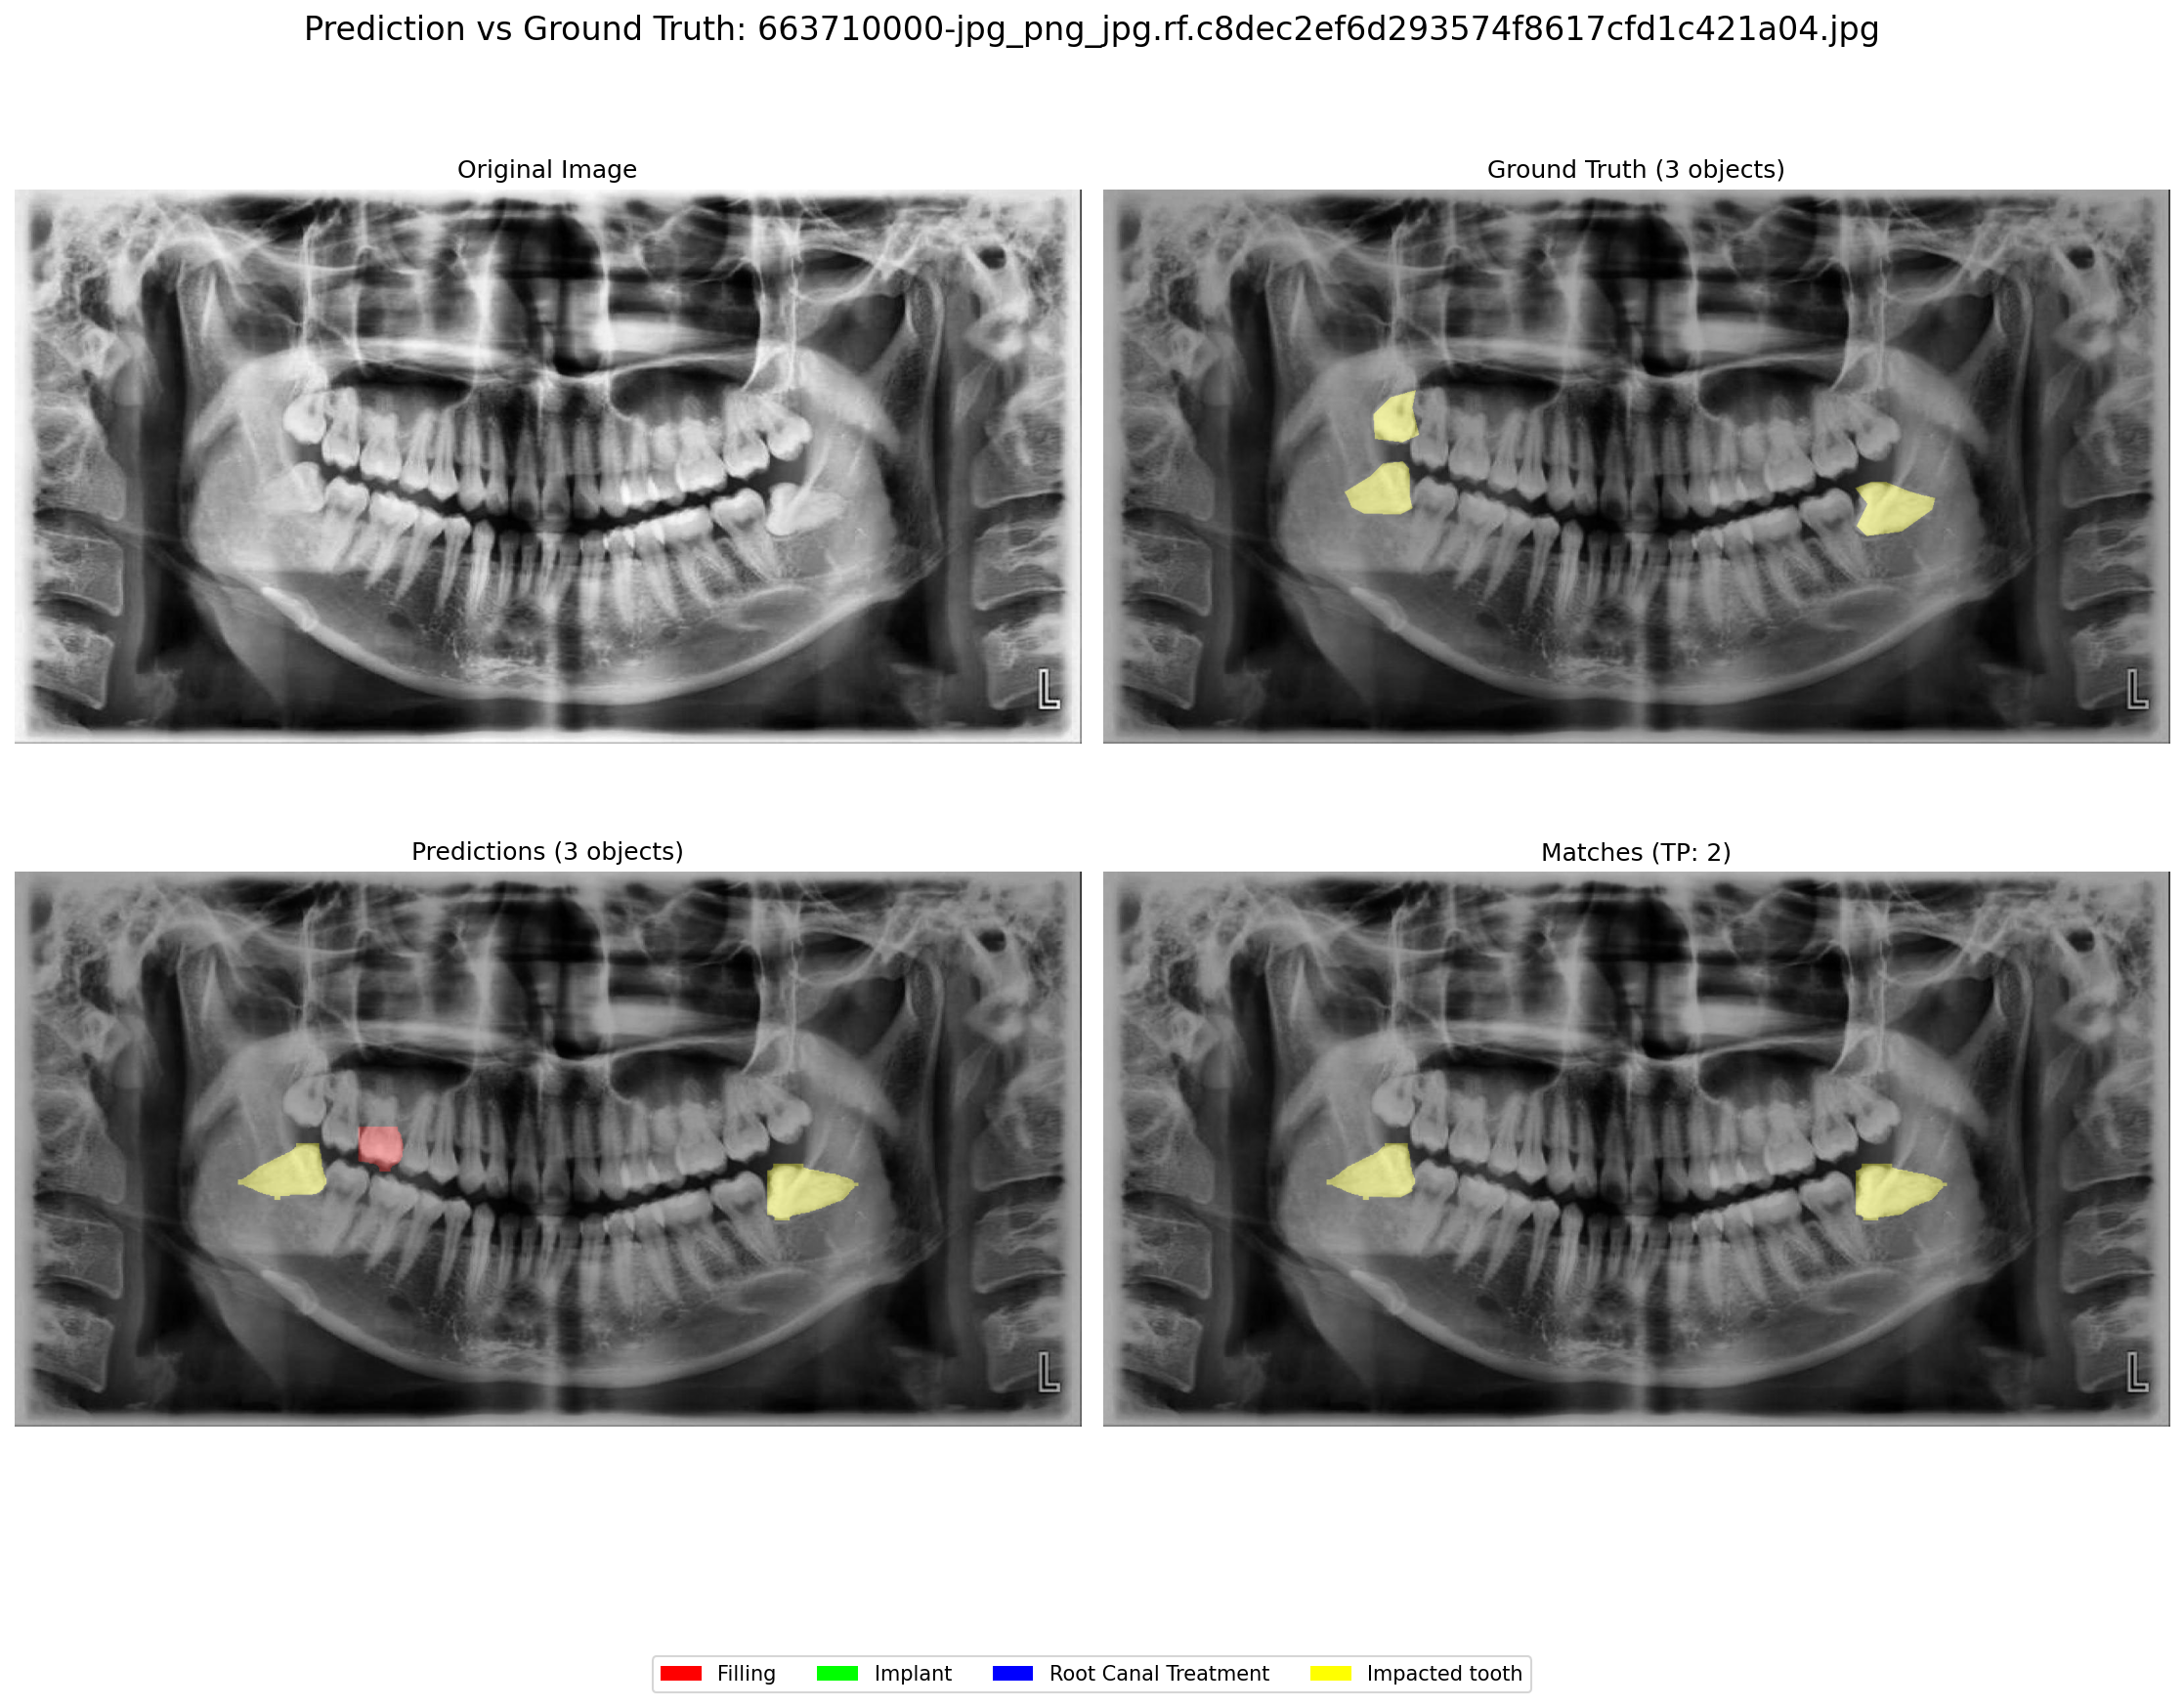 Prediction vs Ground Truth: 663710000-jpg_png_jpg.rf.c8dec2ef6d293574f8617cfd1c421a04.jpg
Original Image
Ground Truth (3 objects)
L
L
Predictions (3 objects)
Matches (TP: 2)
L
L
Filling
Implant
Root Canal Treatment
Impacted tooth